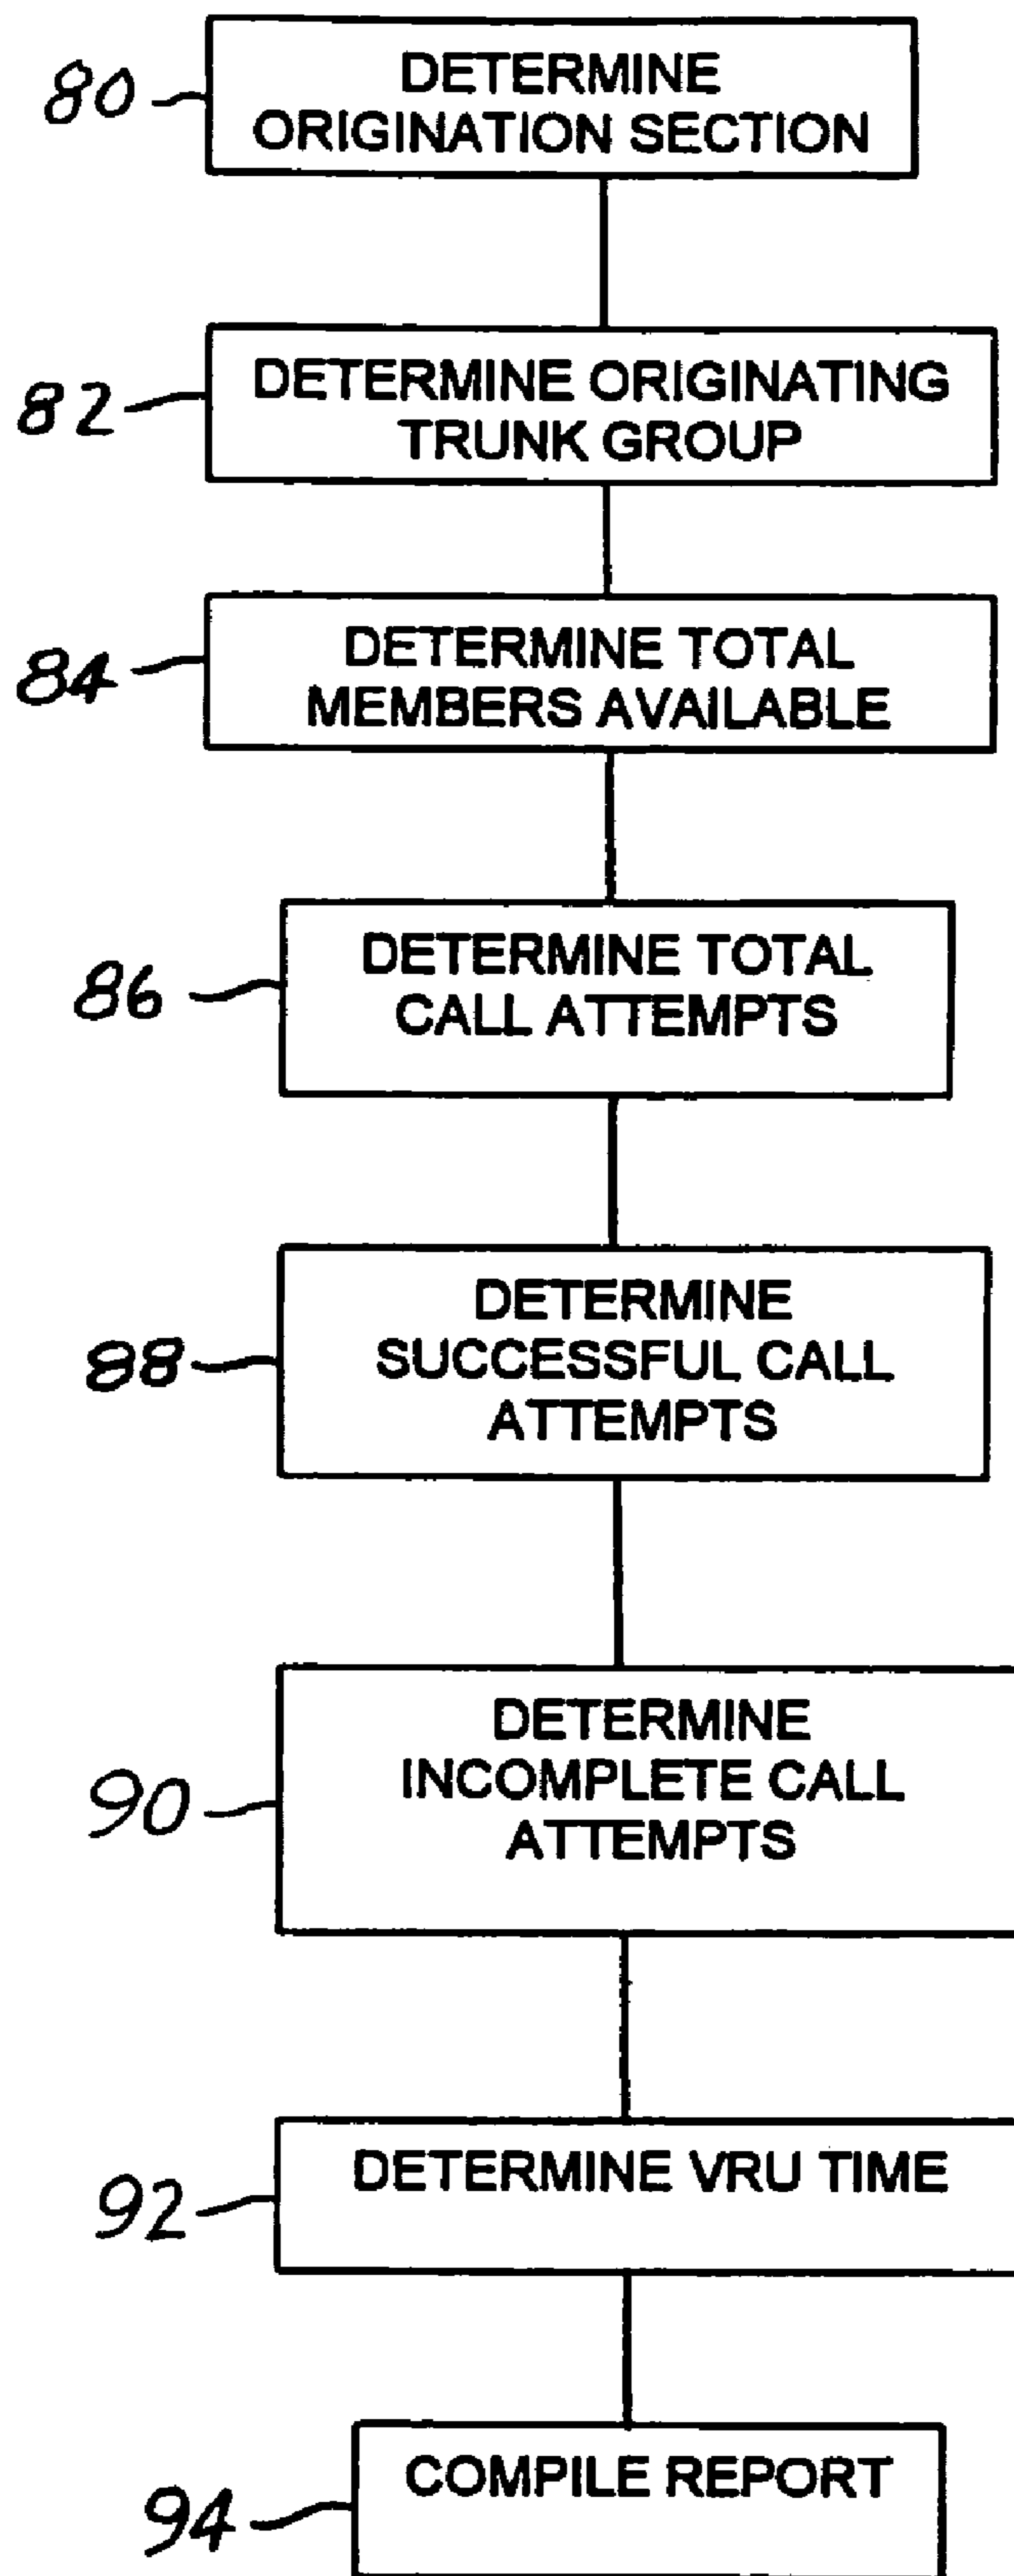 80
DETERMINE
ORIGINATION SECTION
82
DETERMINE ORIGINATING
TRUNK GROUP
84
DETERMINE TOTAL
MEMBERS AVAILABLE
86
DETERMINE TOTAL
CALL ATTEMPTS
88
DETERMINE
SUCCESSFUL CALL
ATTEMPTS
90
DETERMINE
INCOMPLETE CALL
ATTEMPTS
92
DETERMINE VRU TIME
94
COMPILE REPORT